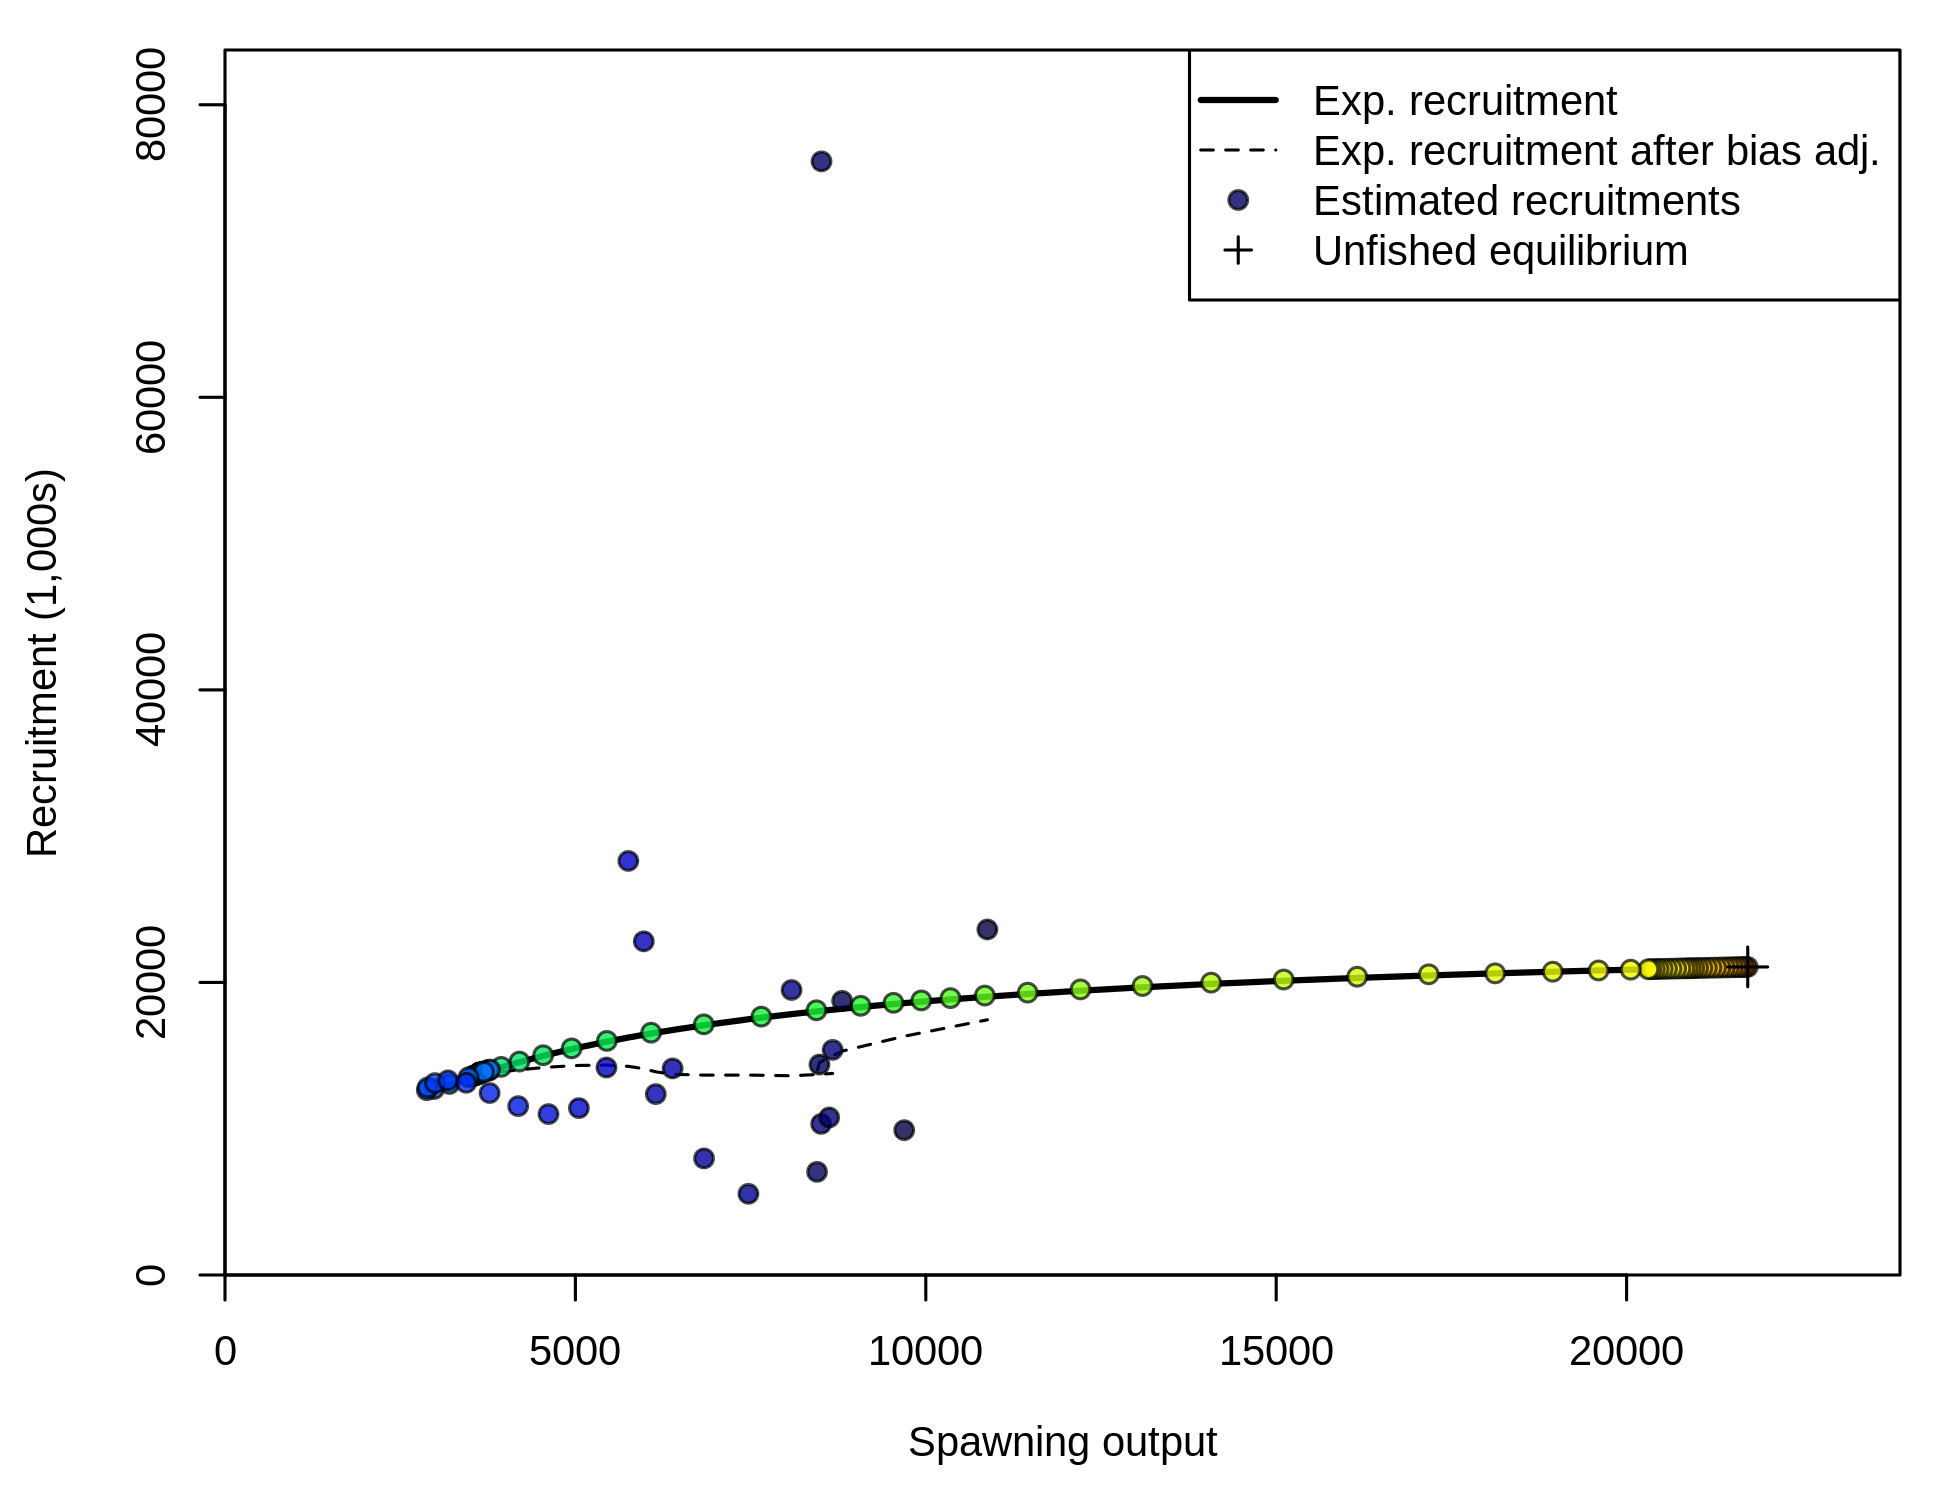 Exp. recruitment
Exp. recruitment after bias adj.
Estimated recruitments
Unfished equilibrium
Recruitment (1,000s)
80000
60000
40000
20000
0
0 5000 10000 15000 20000
Spawning output